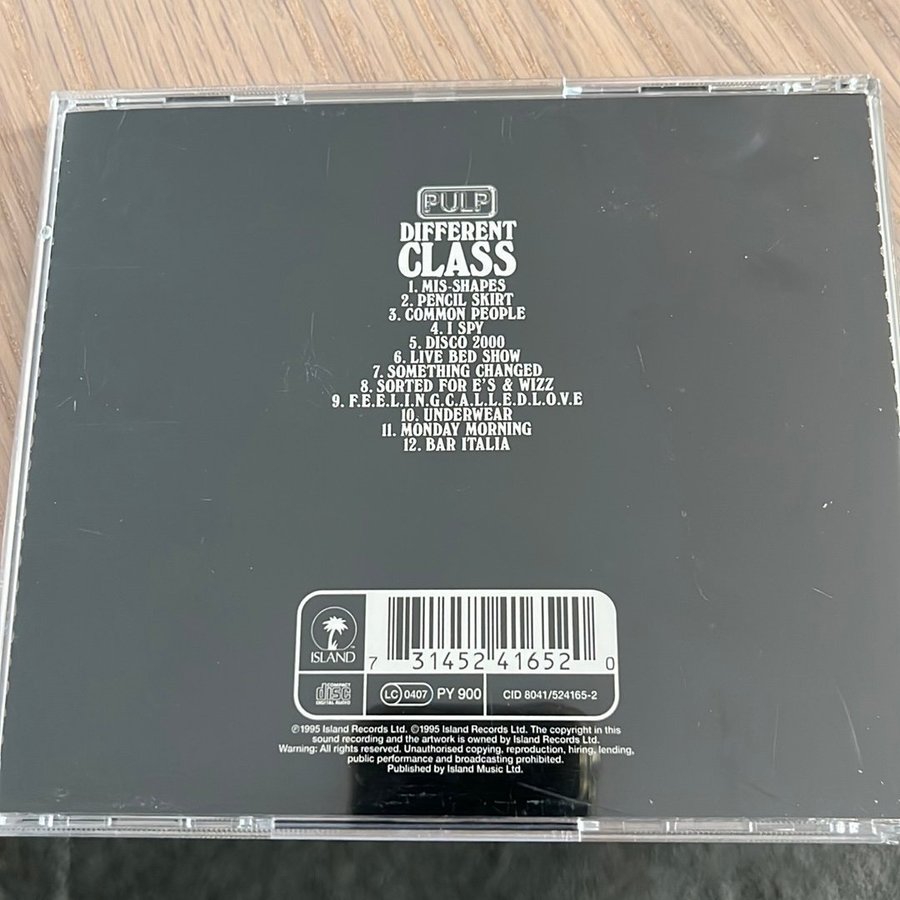 PULP
DIFFERENT
CLASS
1. MIS-SHAPES
2. PENCIL SKIRT
3. COMMON PEOPLE
4. I SPY
5. DISCO 2000
6. LIVE BED SHOW
7. SOMETHING CHANGED
8. SORTED FOR E'S & WIZZ
9. F.E.E.L.I.N.G.C.A.L.L.E.D.L.O.V.E
10. UNDERWEAR
11. MONDAY MORNING
12. BAR ITALIA
ISLAND
7 31452 41652 0
COMPACT
disc
DIGITAL AUDIO
LC 0407 PY 900
CID 8041/524165-2
℗1995 Island Records Ltd. ©1995 Island Records Ltd. The copyright in this
sound recording and the artwork is owned by Island Records Ltd.
Warning: All rights reserved. Unauthorised copying, reproduction, hiring, lending,
public performance and broadcasting prohibited.
Published by Island Music Ltd.